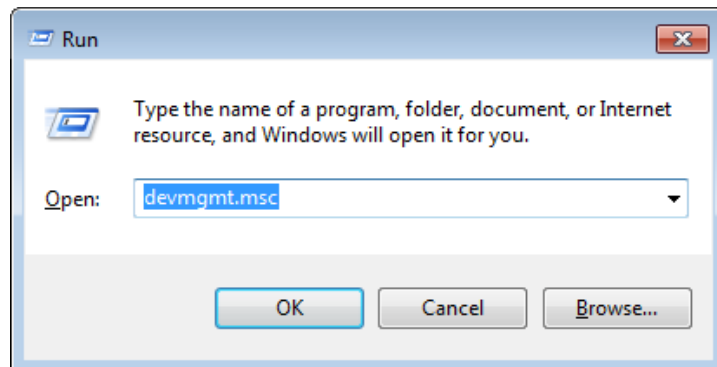 Run
Type the name of a program, folder, document, or Internet
resource, and Windows will open it for you.
Open: devmgmt.msc
OK Cancel Browse...